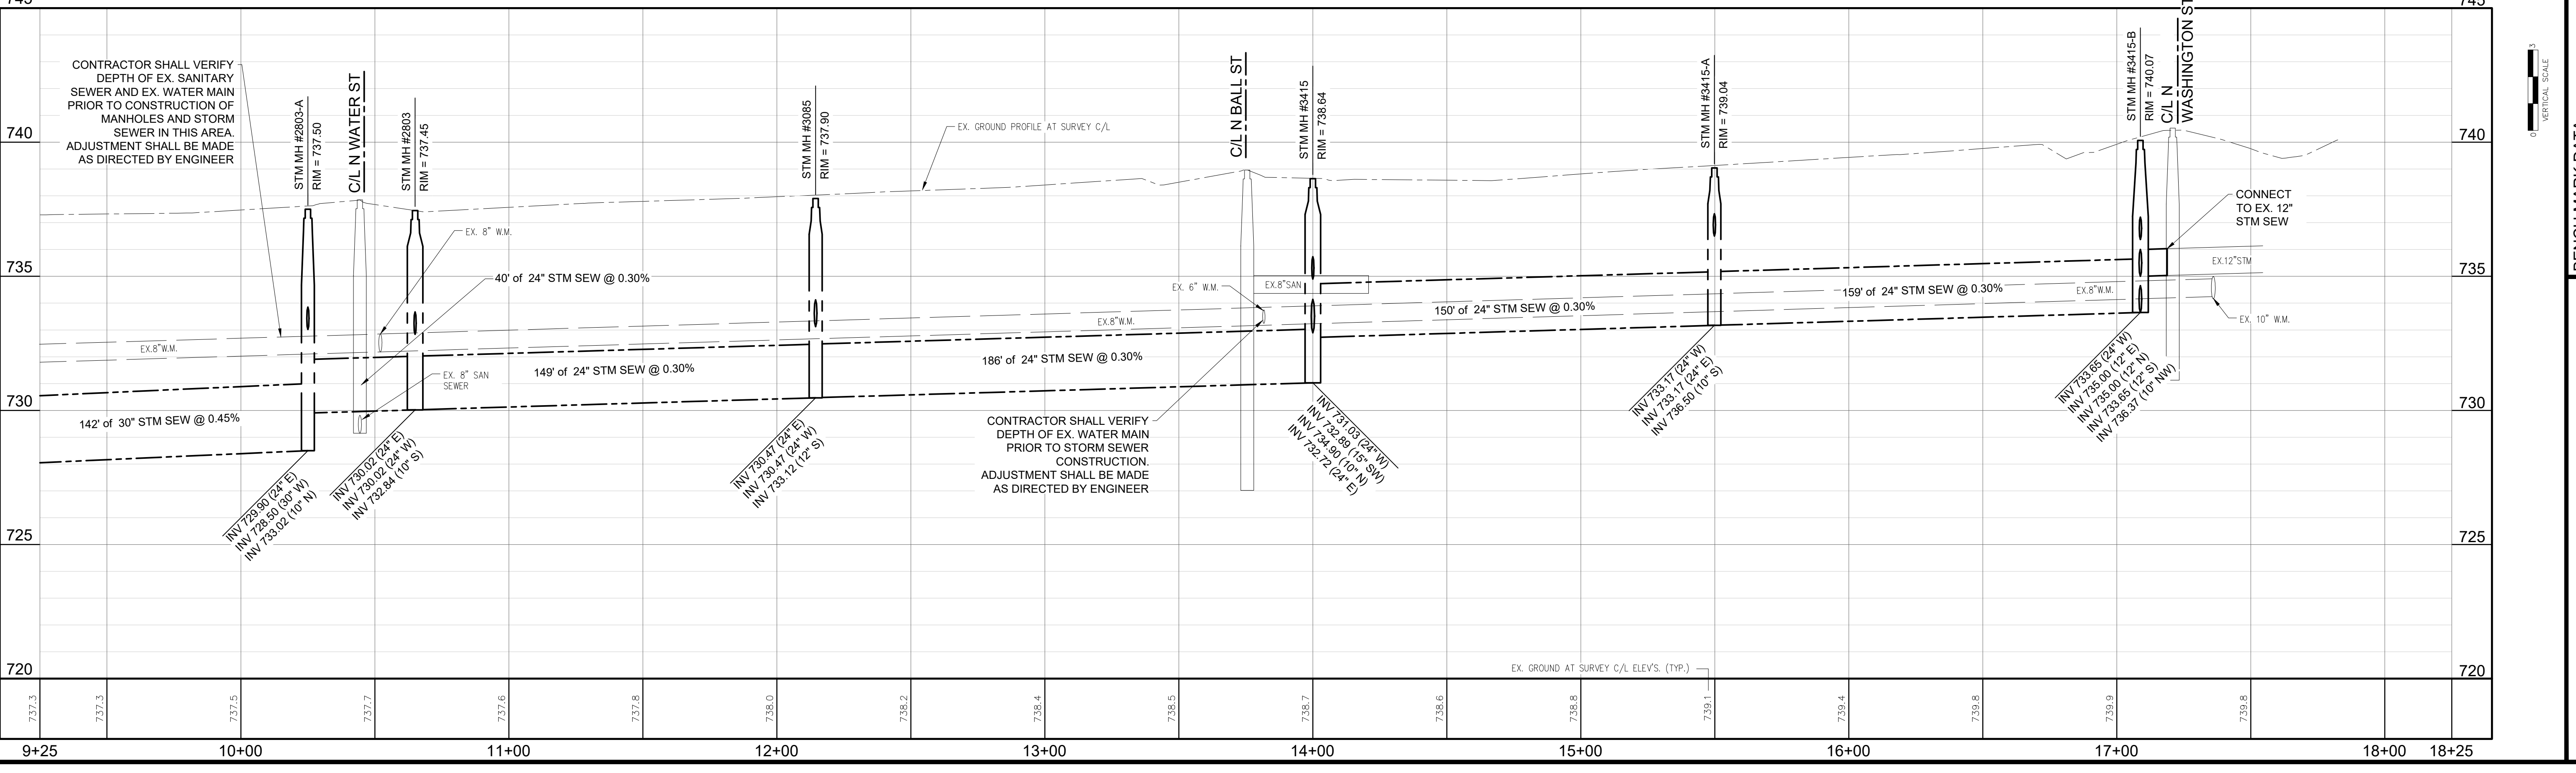 745
745
CONTRACTOR SHALL VERIFY
DEPTH OF EX. SANITARY
SEWER AND EX. WATER MAIN
PRIOR TO CONSTRUCTION OF
MANHOLES AND STORM
SEWER IN THIS AREA.
ADJUSTMENT SHALL BE MADE
AS DIRECTED BY ENGINEER
STM MH #2803-A
RIM = 737.50
C/L N WATER ST
STM MH #2803
RIM = 737.45
STM MH #3085
RIM = 737.90
EX. GROUND PROFILE AT SURVEY C/L
C/L N BALL ST
STM MH #3415
RIM = 738.64
STM MH #3415-A
RIM = 739.04
STM MH #3415-B
RIM = 740.07
C/L N
WASHINGTON ST
0
3
VERTICAL SCALE
BENCH MARK DATA
740
740
735
735
730
730
725
725
720
720
EX. 8" W.M.
40' of 24" STM SEW @ 0.30%
EX. 6" W.M.
EX.8"SAN
CONNECT
TO EX. 12"
STM SEW
EX.12"STM
EX.8"W.M.
EX.8"W.M.
EX.8"W.M.
EX. 10" W.M.
142' of 30" STM SEW @ 0.45%
EX. 8" SAN
SEWER
149' of 24" STM SEW @ 0.30%
186' of 24" STM SEW @ 0.30%
150' of 24" STM SEW @ 0.30%
159' of 24" STM SEW @ 0.30%
CONTRACTOR SHALL VERIFY
DEPTH OF EX. WATER MAIN
PRIOR TO STORM SEWER
CONSTRUCTION.
ADJUSTMENT SHALL BE MADE
AS DIRECTED BY ENGINEER
INV 729.90 (24" E)
INV 728.50 (30" W)
INV 733.02 (10" N)
INV 730.02 (24" E)
INV 730.02 (24" W)
INV 732.84 (10" S)
INV 730.47 (24" E)
INV 730.47 (24" W)
INV 733.12 (12" S)
INV 731.03 (24" W)
INV 732.89 (15" SW)
INV 734.90 (10" N)
INV 732.72 (24" E)
INV 733.17 (24" W)
INV 733.17 (24" E)
INV 736.50 (10" S)
INV 733.65 (24" W)
INV 735.00 (12" E)
INV 735.00 (12" N)
INV 733.65 (12" S)
INV 736.37 (10" NW)
EX. GROUND AT SURVEY C/L ELEV'S. (TYP.)
737.3
737.3
737.5
737.7
737.6
737.8
738.0
738.2
738.4
738.5
738.7
738.6
738.8
739.1
739.4
739.8
739.9
739.8
9+25
10+00
11+00
12+00
13+00
14+00
15+00
16+00
17+00
18+00
18+25